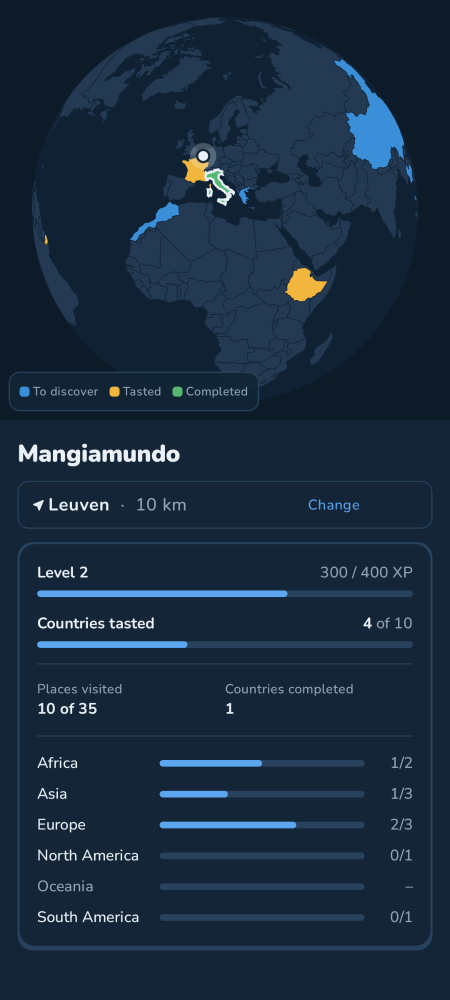 To discover Tasted Completed
Mangiamundo
Leuven · 10 km Change
Level 2 300 / 400 XP
Countries tasted 4 of 10
Places visited Countries completed
10 of 35 1
Africa 1/2
Asia 1/3
Europe 2/3
North America 0/1
Oceania –
South America 0/1